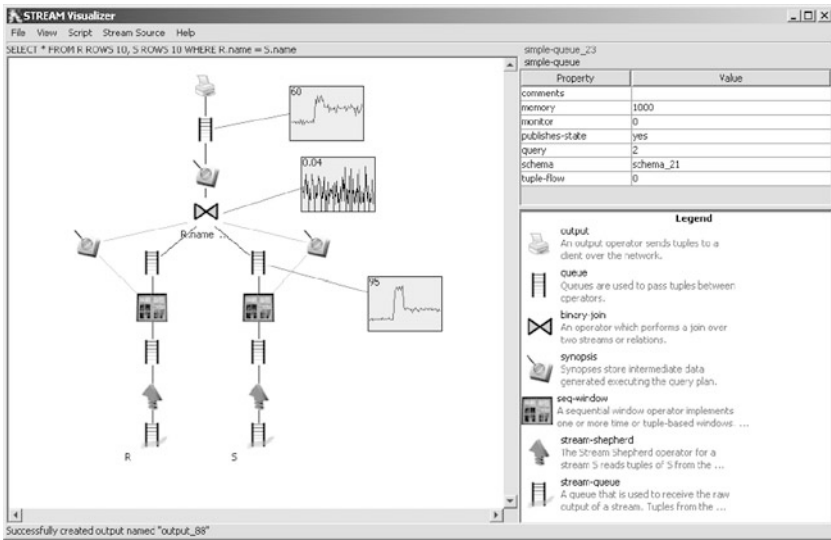 STREAM Visualizer
File View Script Stream Source Help
SELECT * FROM R ROWS 10, S ROWS 10 WHERE R.name = S.name
60
0.04
R.name ...
95
R
S
simple-queue_23
simple-queue
Property Value
comments
memory 1000
monitor 0
publishes-state yes
query 2
schema schema_21
tuple-flow 0
Legend
output
An output operator sends tuples to a
client over the network.
queue
Queues are used to pass tuples between
operators.
binary-join
An operator which performs a join over
two streams or relations.
synopsis
Synopses store intermediate data
generated executing the query plan.
seq-window
A sequential window operator implements
one or more time or tuple-based windows. ...
stream-shepherd
The Stream Shepherd operator for a
stream S reads tuples of S from the ...
stream-queue
A queue that is used to receive the raw
output of a stream. Tuples from the ...
Successfully created output named "output_88"